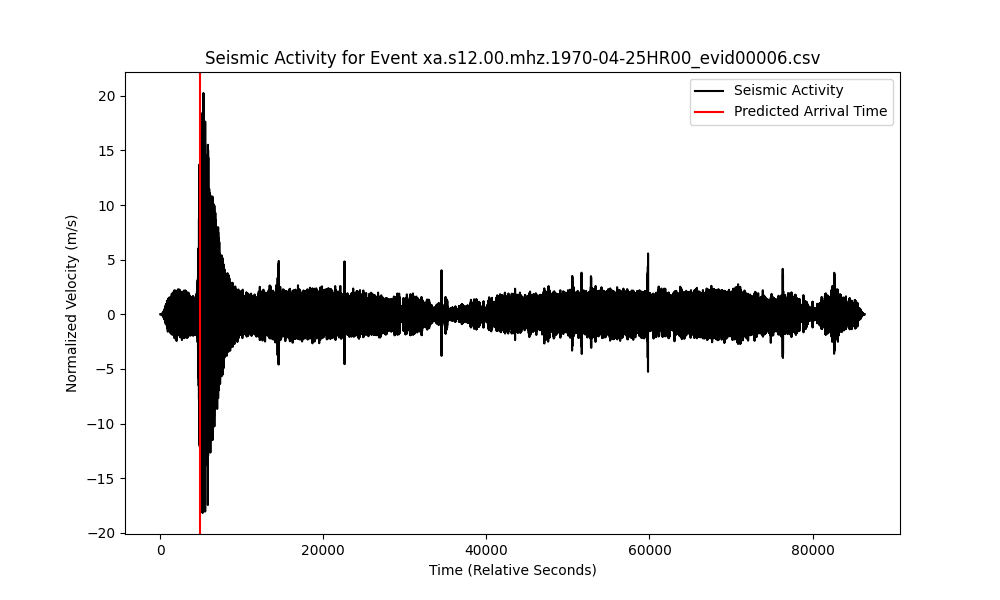 Seismic Activity for Event xa.s12.00.mhz.1970-04-25HR00_evid00006.csv
Seismic Activity
Predicted Arrival Time
Normalized Velocity (m/s)
20
15
10
5
0
−5
−10
−15
−20
0
20000
40000
60000
80000
Time (Relative Seconds)